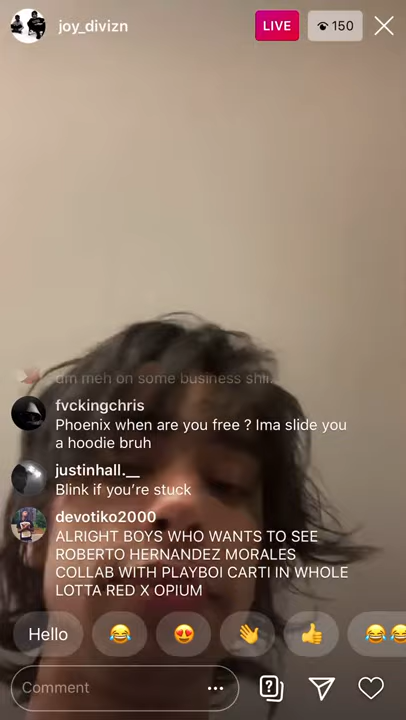 joy_divizn
LIVE
150
dm meh on some business shii...
fvckingchris
Phoenix when are you free ? Ima slide you
a hoodie bruh
justinhall.__
Blink if you’re stuck
devotiko2000
ALRIGHT BOYS WHO WANTS TO SEE
ROBERTO HERNANDEZ MORALES
COLLAB WITH PLAYBOI CARTI IN WHOLE
LOTTA RED X OPIUM
Hello
Comment